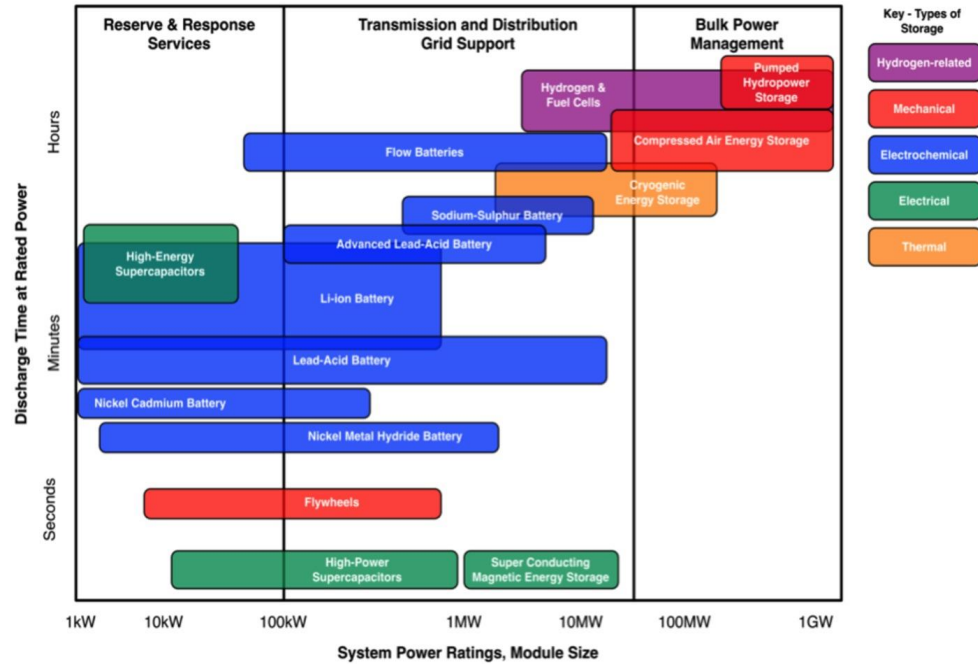 Reserve & Response
Services
Transmission and Distribution
Grid Support
Bulk Power
Management
Key - Types of
Storage
Hydrogen-related
Mechanical
Electrochemical
Electrical
Thermal
Discharge Time at Rated Power
Hours
Minutes
Seconds
Pumped
Hydropower
Storage
Hydrogen &
Fuel Cells
Compressed Air Energy Storage
Flow Batteries
Cryogenic
Energy Storage
Sodium-Sulphur Battery
Advanced Lead-Acid Battery
High-Energy
Supercapacitors
Li-ion Battery
Lead-Acid Battery
Nickel Cadmium Battery
Nickel Metal Hydride Battery
Flywheels
High-Power
Supercapacitors
Super Conducting
Magnetic Energy Storage
1kW 10kW 100kW 1MW 10MW 100MW 1GW
System Power Ratings, Module Size